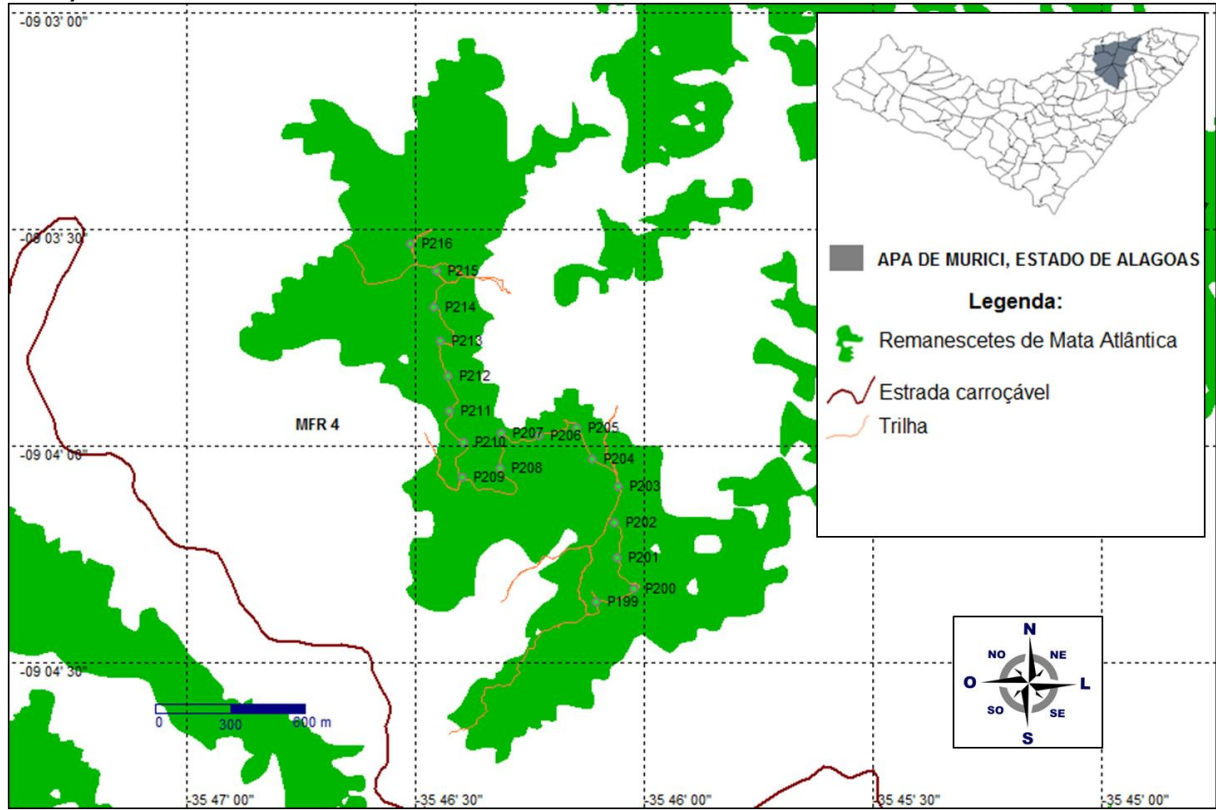 -09 03' 00"
APA DE MURICI, ESTADO DE ALAGOAS
Legenda:
Remanescetes de Mata Atlântica
Estrada carroçável
Trilha
-09 03' 30"
P216
P215
P214
P213
P212
P211
MFR 4
P207
P206
P205
P210
P204
-09 04' 00"
P208
P209
P203
P202
P201
P200
P199
-09 04' 30"
N
NO
NE
O
L
SO
SE
S
0
300
600 m
-35 47' 00"
-35 46' 30"
-35 46' 00"
-35 45' 30"
-35 45' 00"